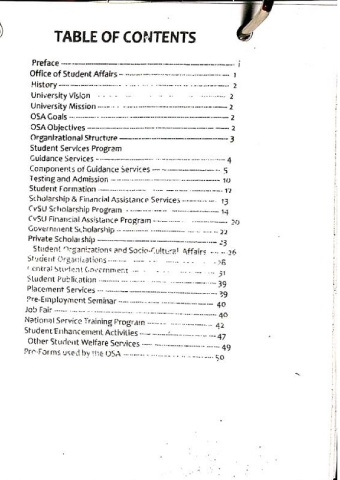 TABLE OF CONTENTS
Preface i
Office of Student Affairs 1
History 2
University Vision 2
University Mission 2
OSA Goals 2
OSA Objectives 2
Organizational Structure 3
Student Services Program
Guidance Services 4
Components of Guidance Services 5
Testing and Admission 10
Student Formation 12
Scholarship & Financial Assistance Services 13
CvSU Scholarship Program 14
CvSU Financial Assistance Program 20
Government Scholarship 22
Private Scholarship 23
Student Organizations and Socio-Cultural Affairs 26
Student Organizations 28
Central Student Government 31
Student Publication 39
Placement Services 39
Pre-Employment Seminar 40
Job Fair 40
National Service Training Program 42
Student Enhancement Activities 47
Other Student Welfare Services 49
Pre-Forms used by the OSA 50